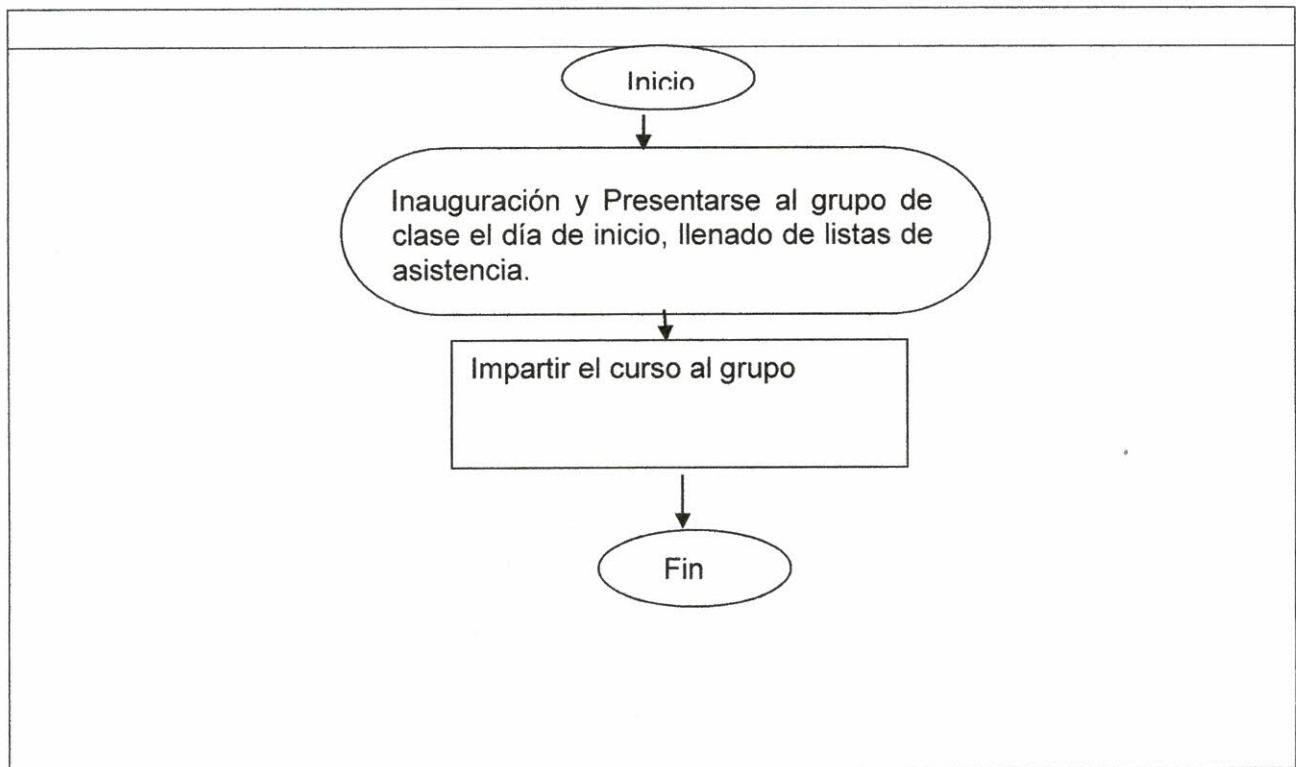 Inicio
Inauguración y Presentarse al grupo de
clase el día de inicio, llenado de listas de
asistencia.
Impartir el curso al grupo
Fin